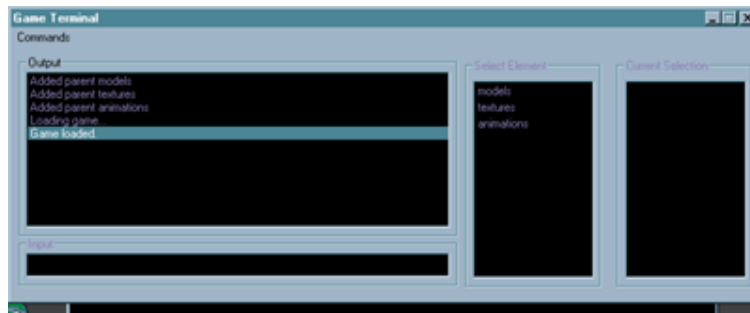 Game Terminal
Commands
Output
Added parent models
Added parent textures
Added parent animations
Loading game...
Game loaded.
Select Element
models
textures
animations
Current Selection
Input